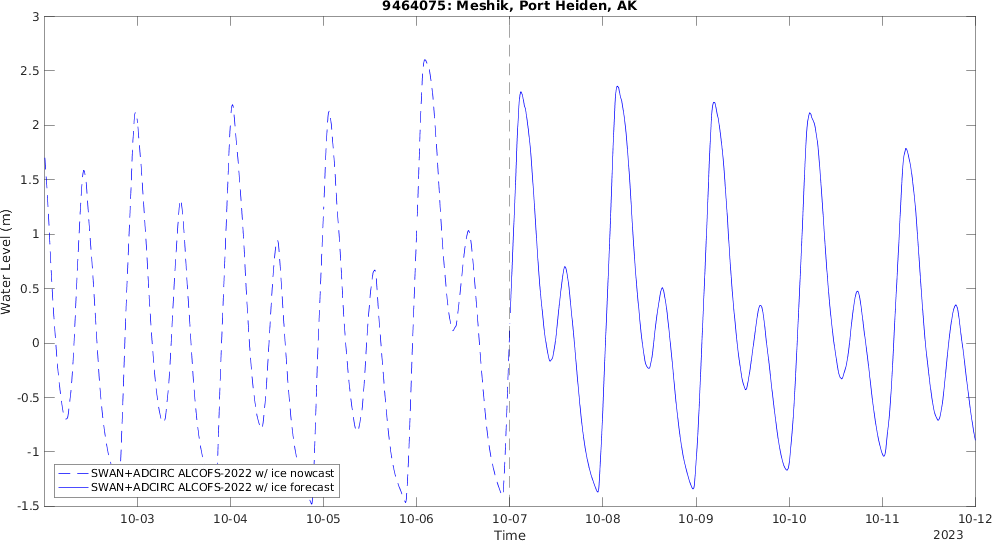 9464075: Meshik, Port Heiden, AK
3
2.5
2
1.5
1
0.5
0
-0.5
-1
-1.5
Water Level (m)
SWAN+ADCIRC ALCOFS-2022 w/ ice nowcast
SWAN+ADCIRC ALCOFS-2022 w/ ice forecast
10-03 10-04 10-05 10-06 10-07 10-08 10-09 10-10 10-11 10-12
Time
2023